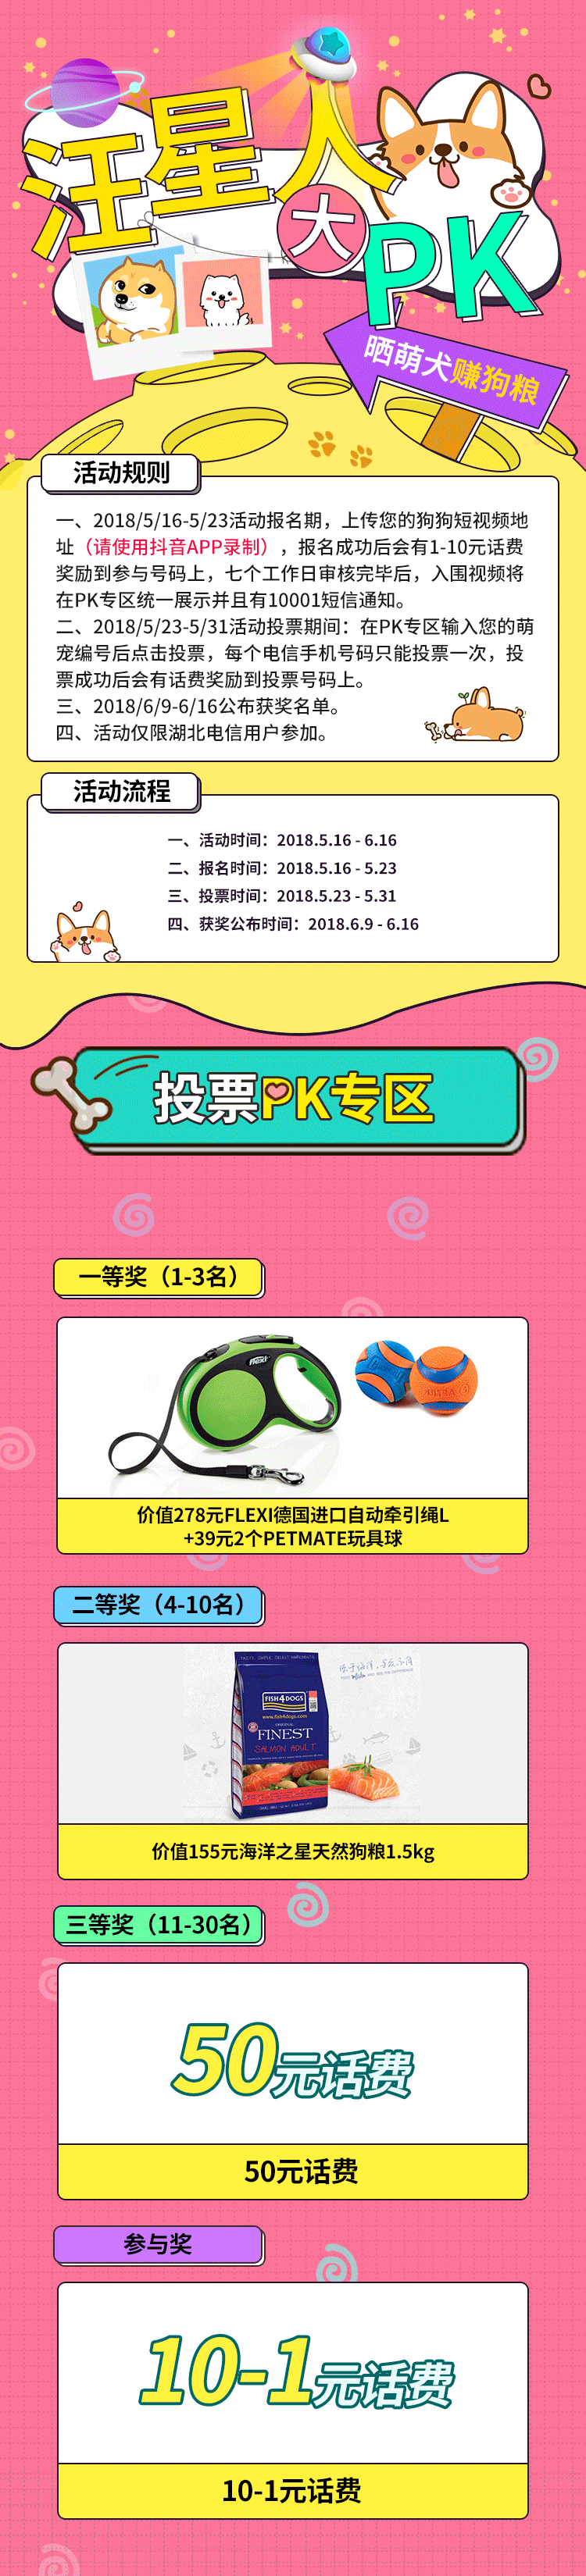 汪星人
大
PK
晒萌犬赚狗粮
活动规则
一、2018/5/16-5/23活动报名期，上传您的狗狗短视频地
址（请使用抖音APP录制），报名成功后会有1-10元话费
奖励到参与号码上，七个工作日审核完毕后，入围视频将
在PK专区统一展示并且有10001短信通知。
二、2018/5/23-5/31活动投票期间：在PK专区输入您的萌
宠编号后点击投票，每个电信手机号码只能投票一次，投
票成功后会有话费奖励到投票号码上。
三、2018/6/9-6/16公布获奖名单。
四、活动仅限湖北电信用户参加。
活动流程
一、活动时间：2018.5.16 - 6.16
二、报名时间：2018.5.16 - 5.23
三、投票时间：2018.5.23 - 5.31
四、获奖公布时间：2018.6.9 - 6.16
投票PK专区
一等奖（1-3名）
flexi
ULTRA
价值278元FLEXI德国进口自动牵引绳L
+39元2个PETMATE玩具球
二等奖（4-10名）
FISH4DOGS
www.fish4dogs.com
FINEST
SALMON ADULT
价值155元海洋之星天然狗粮1.5kg
三等奖（11-30名）
50元话费
50元话费
参与奖
10-1元话费
10-1元话费